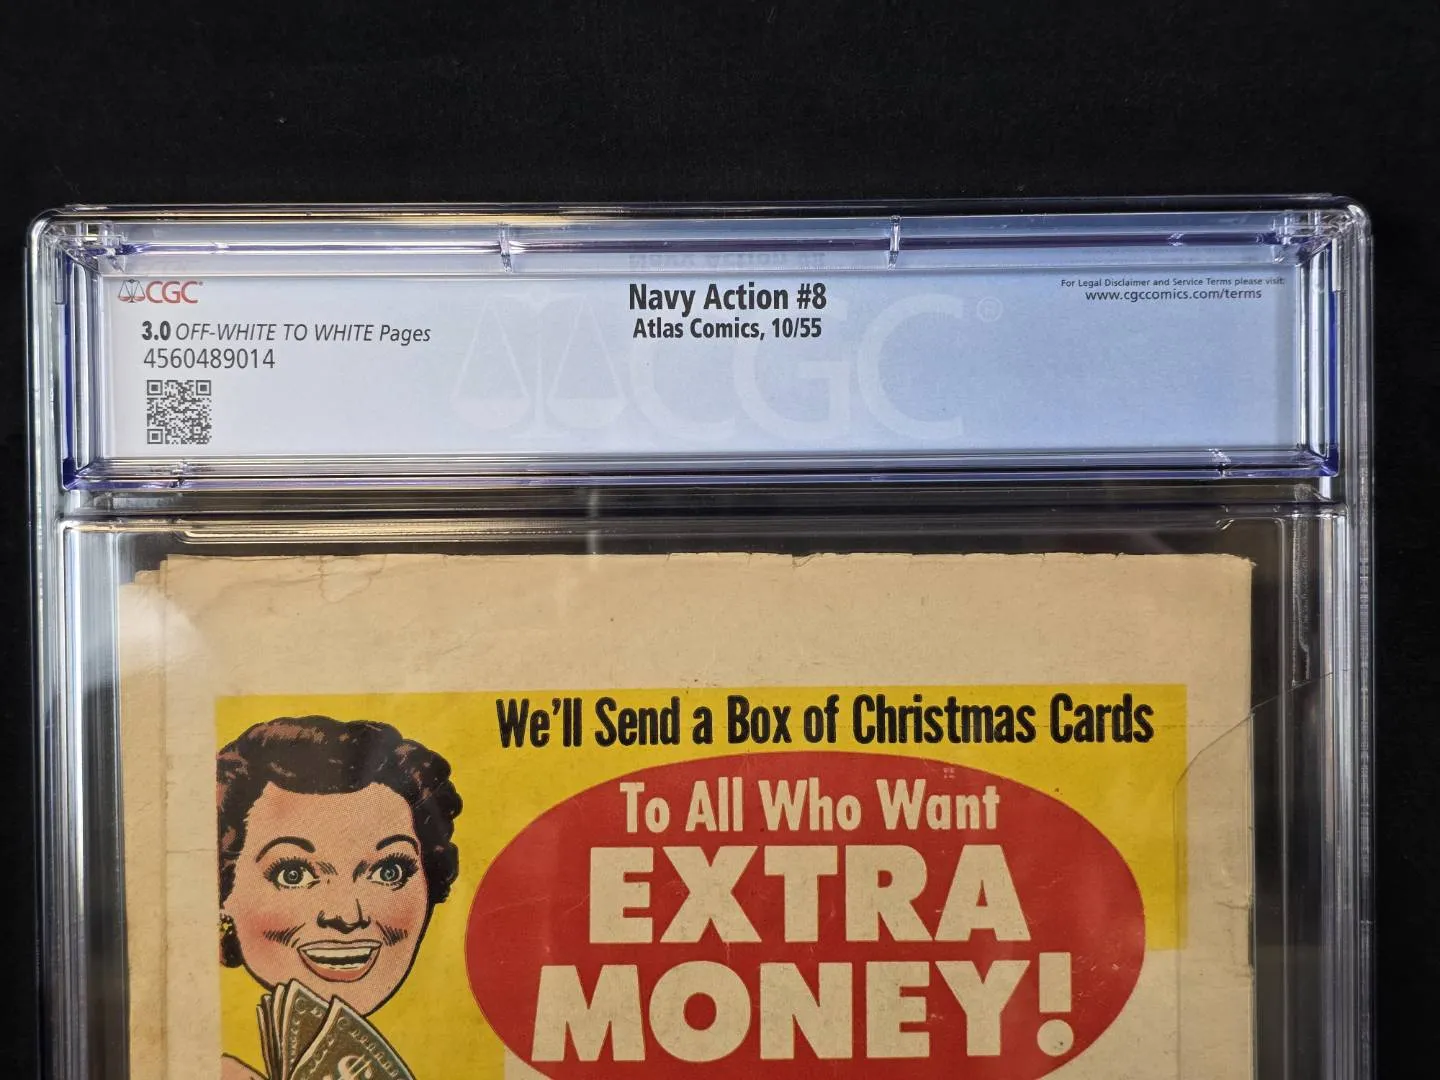 CGC
3.0 OFF-WHITE TO WHITE Pages
4560489014
Navy Action #8
Atlas Comics, 10/55
For Legal Disclaimer and Service Terms please visit:
www.cgccomics.com/terms
CGC®
We'll Send a Box of Christmas Cards
To All Who Want
EXTRA
MONEY!